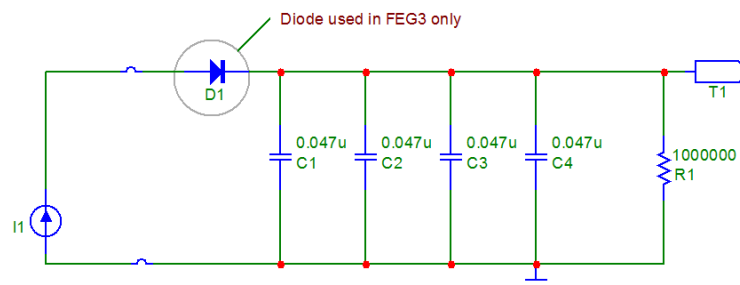 Diode used in FEG3 only
D1
T1
0.047u
C1
0.047u
C2
0.047u
C3
0.047u
C4
1000000
R1
I1